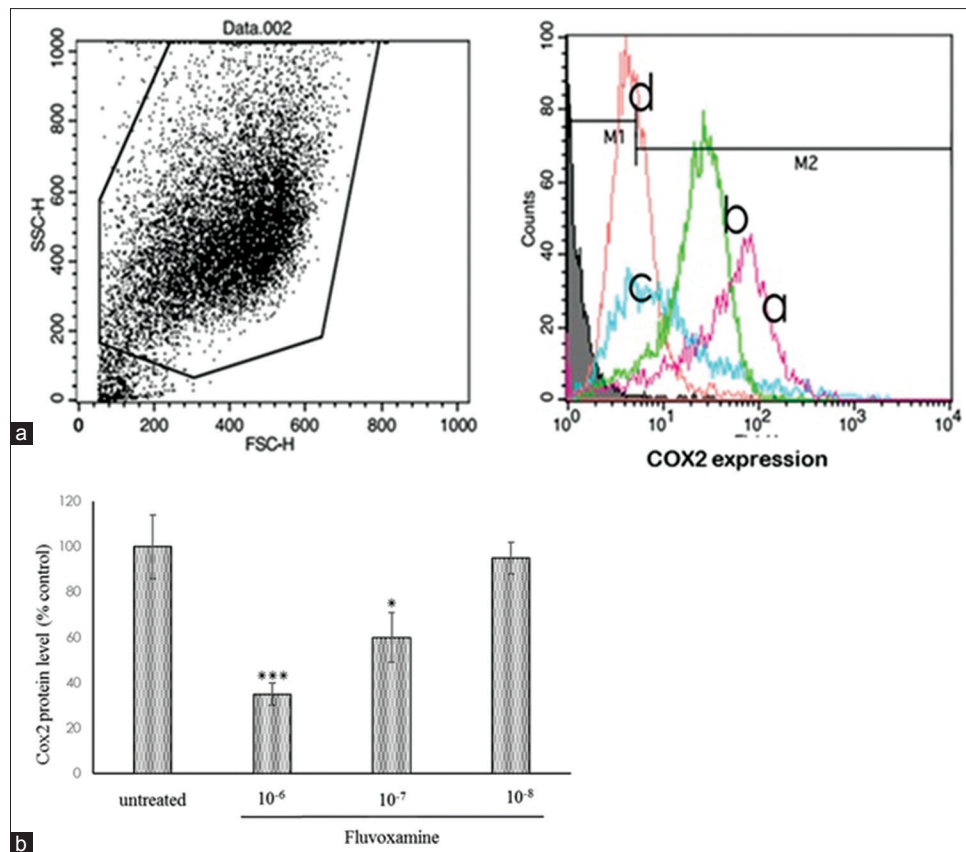 Data.002
1000
800
600
400
200
0
SSC-H
0 200 400 600 800 1000
FSC-H
a
100
80
60
40
20
0
Counts
M1
M2
d
b
c
a
10⁰ 10¹ 10² 10³ 10⁴
COX2 expression
120
100
80
60
40
20
0
Cox2 protein level (% control)
***
*
untreated 10⁻⁶ 10⁻⁷ 10⁻⁸
Fluvoxamine
b